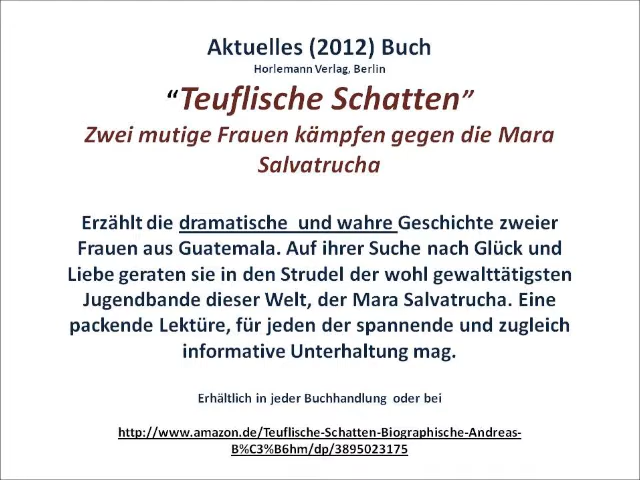 Aktuelles (2012) Buch
Horlemann Verlag, Berlin
“Teuflische Schatten”
Zwei mutige Frauen kämpfen gegen die Mara
Salvatrucha
Erzählt die dramatische  und wahre Geschichte zweier
Frauen aus Guatemala. Auf ihrer Suche nach Glück und
Liebe geraten sie in den Strudel der wohl gewalttätigsten
Jugendbande dieser Welt, der Mara Salvatrucha. Eine
packende Lektüre, für jeden der spannende und zugleich
informative Unterhaltung mag.
Erhältlich in jeder Buchhandlung  oder bei
http://www.amazon.de/Teuflische-Schatten-Biographische-Andreas-
B%C3%B6hm/dp/3895023175